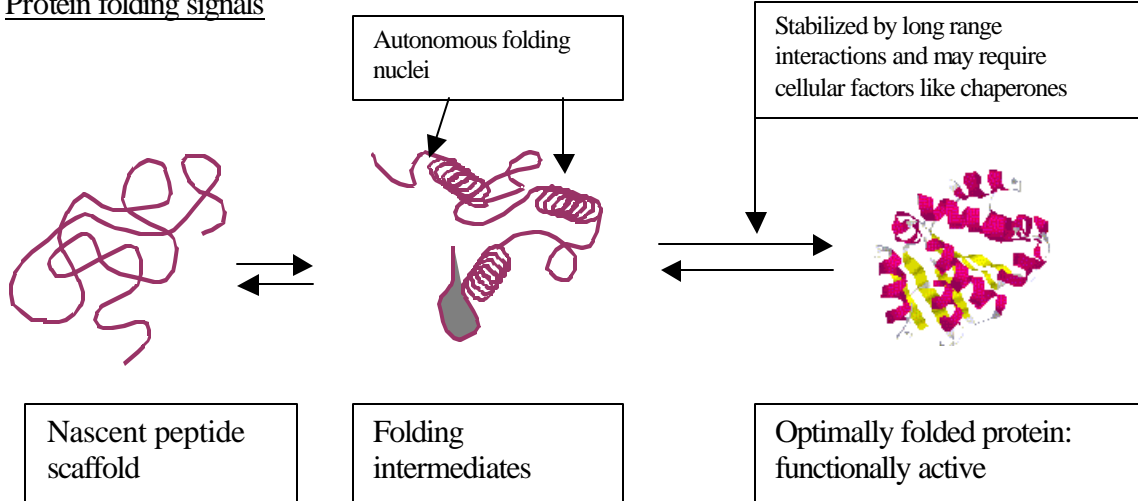 Protein folding signals
Autonomous folding
nuclei
Stabilized by long range
interactions and may require
cellular factors like chaperones
Nascent peptide
scaffold
Folding
intermediates
Optimally folded protein:
functionally active